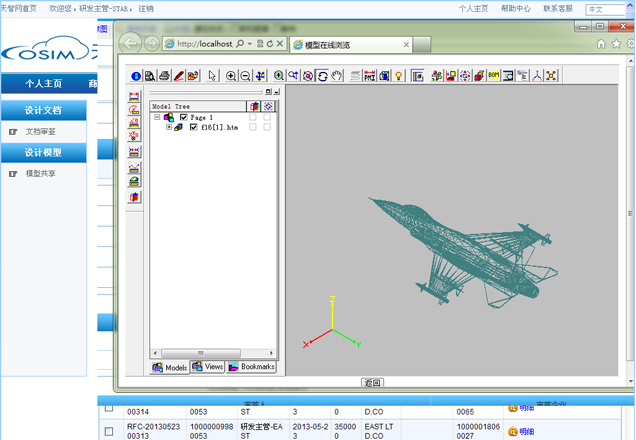 天智网首页 欢迎您，研发主管-STAR。 注销 个人主页 帮助中心 联系客服 中文
COSIM
http://localhost
模型在线浏览
个人主页
设计文档
文档审签
设计模型
模型共享
PMI BOM
Model Tree
Page 1
f16[1].htm
Z
X Y
Models Views Bookmarks
返回
00314 0053 ST 3 0 D.CO 0065 明细
RFC-20130523 1000000998 研发主管-EA 2013-05-2 35000 EAST LT 1000001806 明细
00313 0053 ST 3 0 D.CO 0027